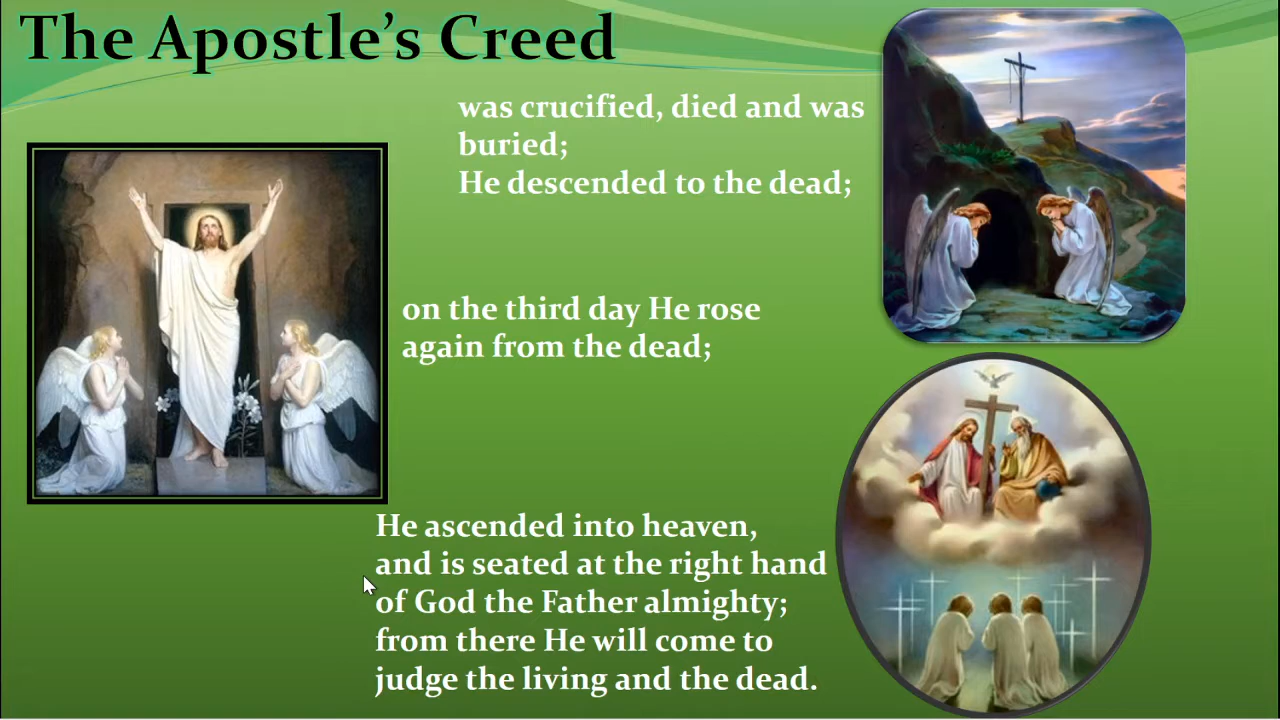 The Apostle’s Creed
was crucified, died and was
buried;
He descended to the dead;
on the third day He rose
again from the dead;
He ascended into heaven,
and is seated at the right hand
of God the Father almighty;
from there He will come to
judge the living and the dead.